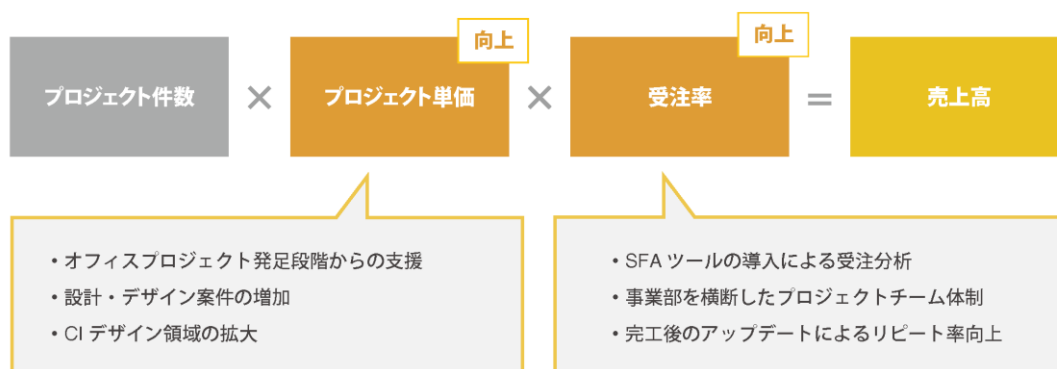 向上
向上
プロジェクト件数 × プロジェクト単価 × 受注率 = 売上高
・オフィスプロジェクト発足段階からの支援
・設計・デザイン案件の増加
・CI デザイン領域の拡大
・SFA ツールの導入による受注分析
・事業部を横断したプロジェクトチーム体制
・完工後のアップデートによるリピート率向上